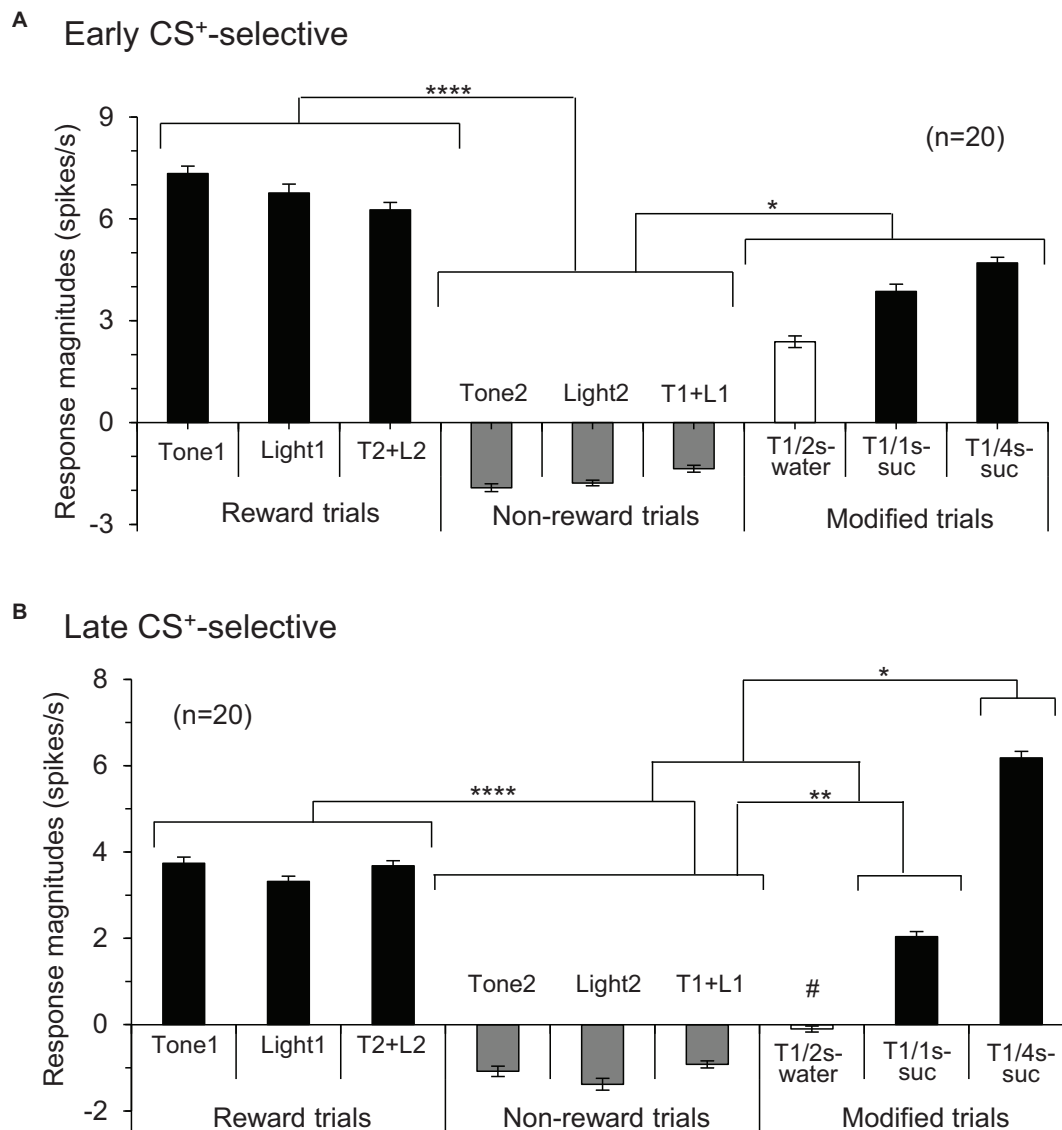 A
Early CS⁺-selective
Response magnitudes (spikes/s)
9
6
3
0
-3
****
*
(n=20)
Tone1
Light1
T2+L2
Tone2
Light2
T1+L1
T1/2s-
water
T1/1s-
suc
T1/4s-
suc
Reward trials
Non-reward trials
Modified trials
B
Late CS⁺-selective
Response magnitudes (spikes/s)
8
6
4
2
0
-2
(n=20)
****
**
*
#
Tone1
Light1
T2+L2
Tone2
Light2
T1+L1
T1/2s-
water
T1/1s-
suc
T1/4s-
suc
Reward trials
Non-reward trials
Modified trials